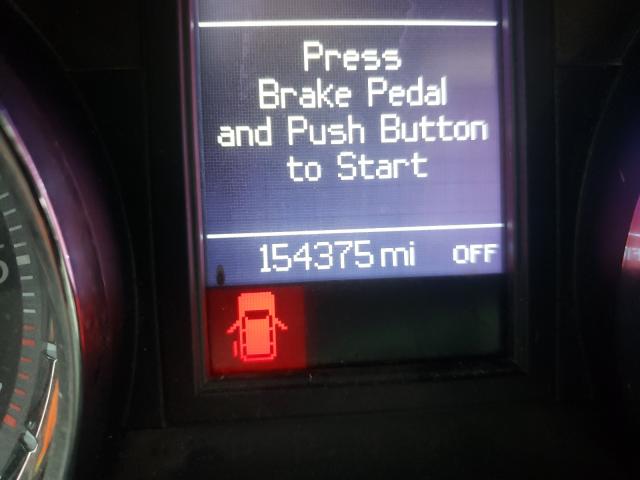 Press
Brake Pedal
and Push Button
to Start
154375 mi OFF